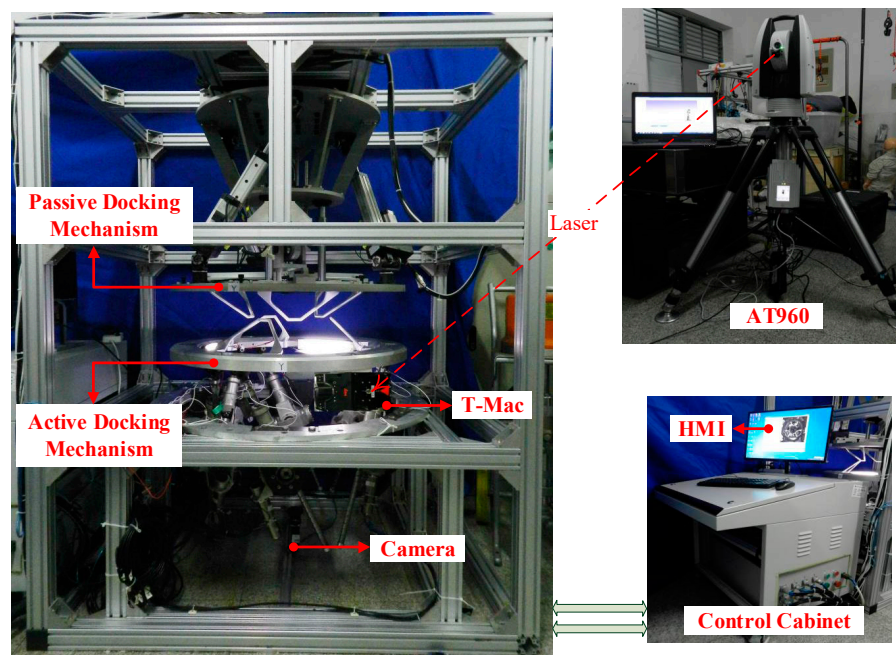 Passive Docking
Mechanism
Laser
AT960
Active Docking
Mechanism
T-Mac
HMI
Camera
Control Cabinet